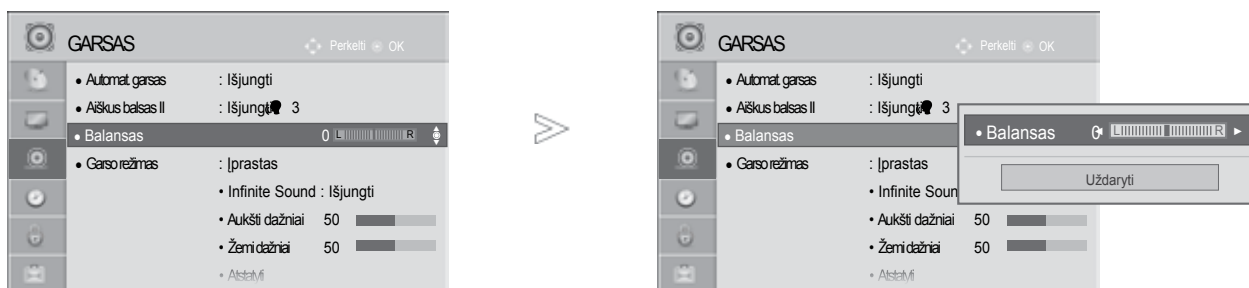 GARSAS Perkelti OK
• Automat. garsas : Išjungti
• Aiškus balsas II : Išjungti 3
• Balansas 0 L R
• Garso režimas : Įprastas
• Infinite Sound : Išjungti
• Aukšti dažniai 50
• Žemi dažniai 50
• Atstatyti
GARSAS Perkelti OK
• Automat. garsas : Išjungti
• Aiškus balsas II : Išjungti 3
• Balansas
• Balansas 0 L R
Uždaryti
• Garso režimas : Įprastas
• Infinite Soun
• Aukšti dažniai 50
• Žemi dažniai 50
• Atstatyti